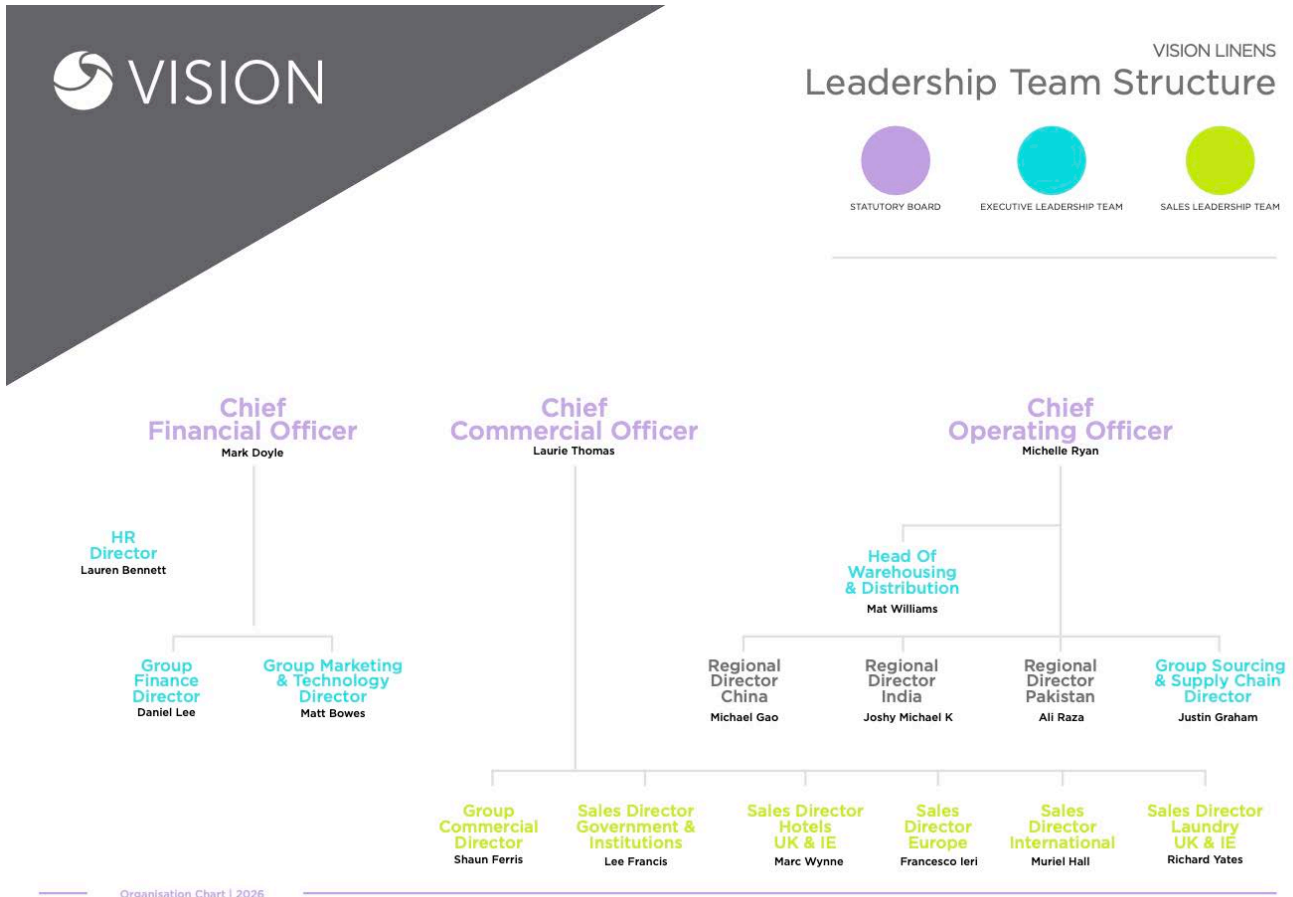 VISION
VISION LINENS
Leadership Team Structure
STATUTORY BOARD
EXECUTIVE LEADERSHIP TEAM
SALES LEADERSHIP TEAM
Chief
Financial Officer
Mark Doyle
Chief
Commercial Officer
Laurie Thomas
Chief
Operating Officer
Michelle Ryan
HR
Director
Lauren Bennett
Head Of
Warehousing
& Distribution
Mat Williams
Group
Finance
Director
Daniel Lee
Group Marketing
& Technology
Director
Matt Bowes
Regional
Director
China
Michael Gao
Regional
Director
India
Joshy Michael K
Regional
Director
Pakistan
Ali Raza
Group Sourcing
& Supply Chain
Director
Justin Graham
Group
Commercial
Director
Shaun Ferris
Sales Director
Government &
Institutions
Lee Francis
Sales Director
Hotels
UK & IE
Marc Wynne
Sales
Director
Europe
Francesco Ieri
Sales
Director
International
Muriel Hall
Sales Director
Laundry
UK & IE
Richard Yates
Organisation Chart | 2026